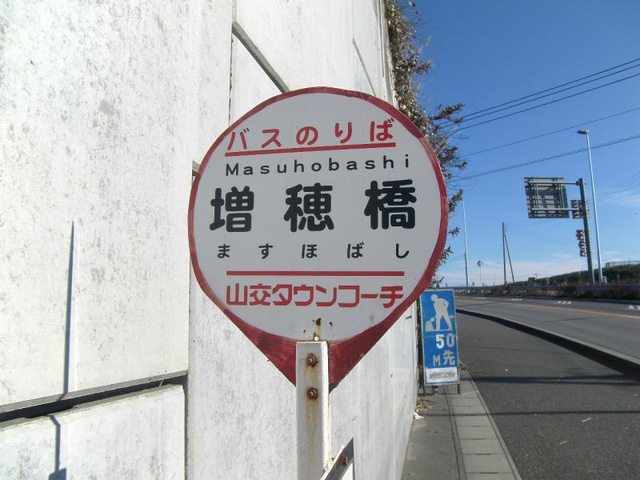 バスのりば
Masuhobashi
増穂橋
ますほばし
山交タウンコーチ
50
M先